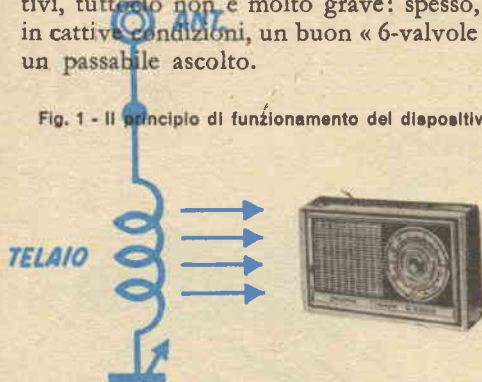 tivi, tuttociò non è molto grave: spesso,
in cattive condizioni, un buon « 6-valvole
un passabile ascolto.
ANT.
Fig. 1 - Il principio di funzionamento del dispositiv
TELAIO